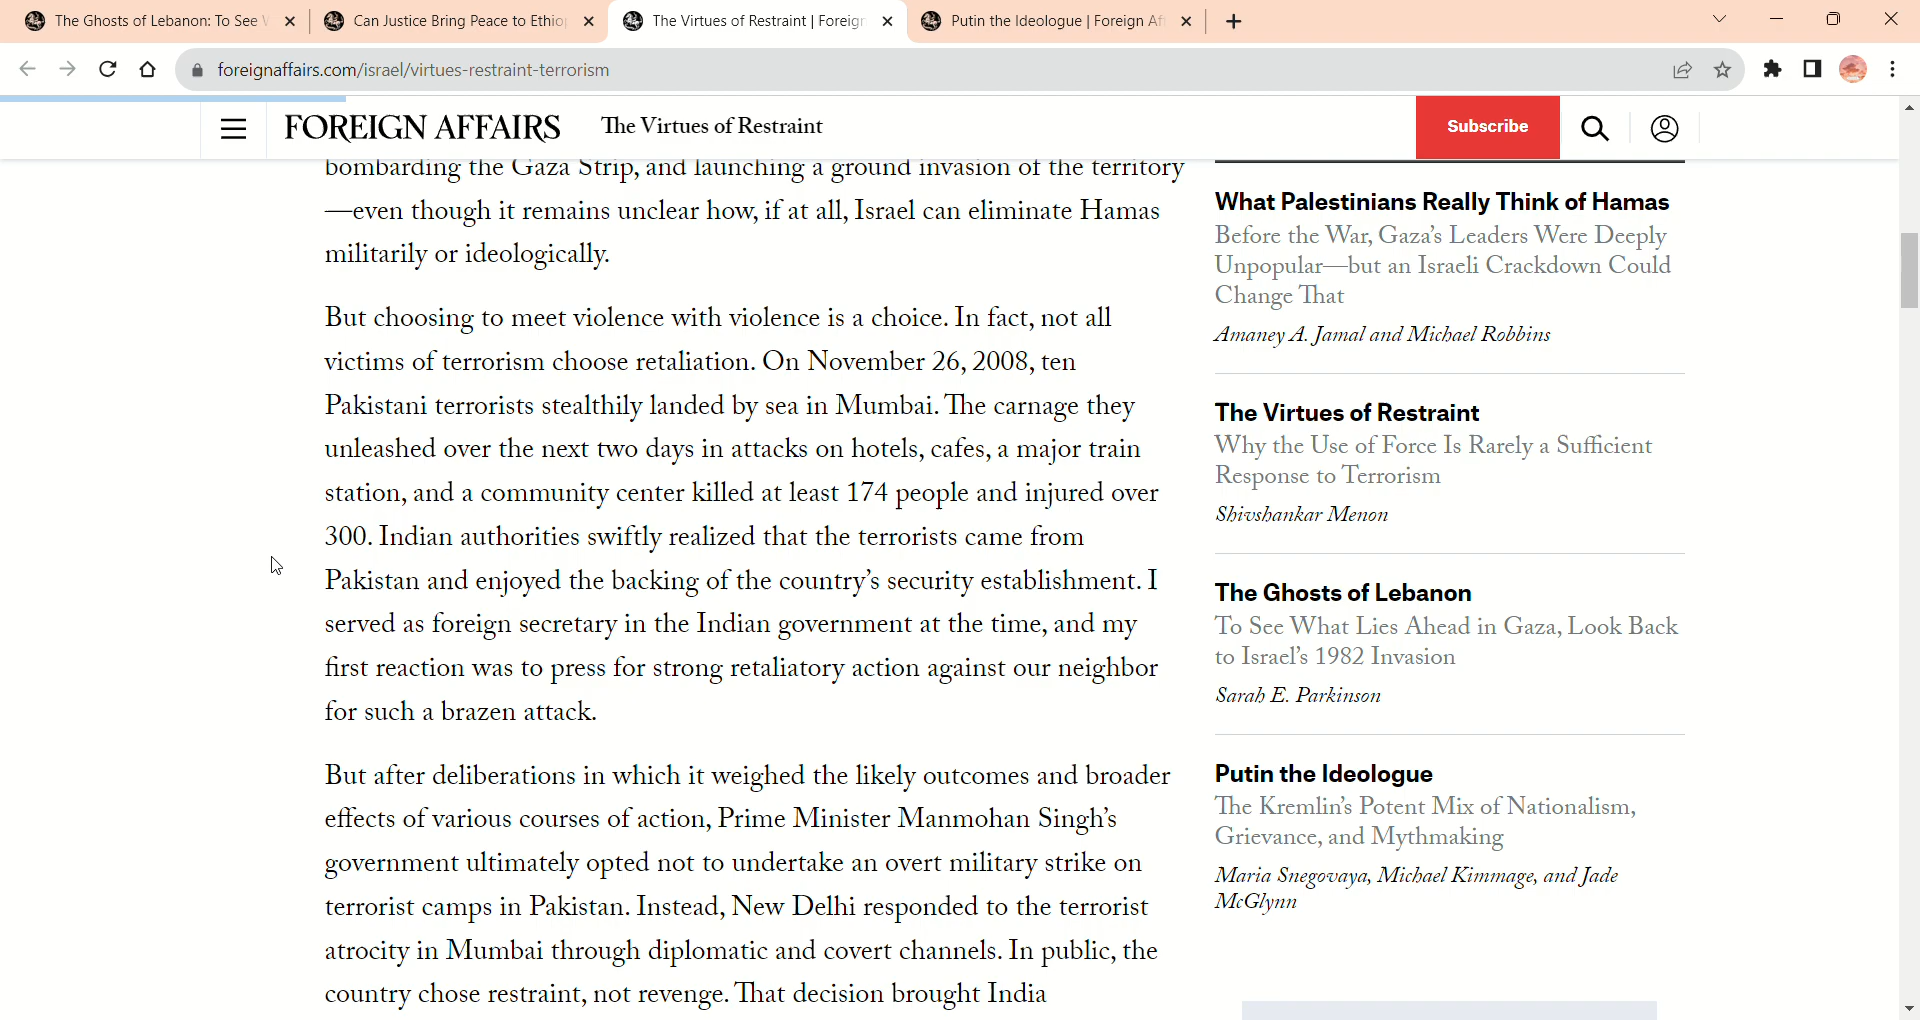 The Ghosts of Lebanon: To See
Can Justice Bring Peace to Ethio
The Virtues of Restraint | Foreign
Putin the Ideologue | Foreign Af
foreignaffairs.com/israel/virtues-restraint-terrorism
FOREIGN AFFAIRS
The Virtues of Restraint
Subscribe
bombarding the Gaza Strip, and launching a ground invasion of the territory
—even though it remains unclear how, if at all, Israel can eliminate Hamas
militarily or ideologically.
But choosing to meet violence with violence is a choice. In fact, not all
victims of terrorism choose retaliation. On November 26, 2008, ten
Pakistani terrorists stealthily landed by sea in Mumbai. The carnage they
unleashed over the next two days in attacks on hotels, cafes, a major train
station, and a community center killed at least 174 people and injured over
300. Indian authorities swiftly realized that the terrorists came from
Pakistan and enjoyed the backing of the country's security establishment. I
served as foreign secretary in the Indian government at the time, and my
first reaction was to press for strong retaliatory action against our neighbor
for such a brazen attack.
But after deliberations in which it weighed the likely outcomes and broader
effects of various courses of action, Prime Minister Manmohan Singh's
government ultimately opted not to undertake an overt military strike on
terrorist camps in Pakistan. Instead, New Delhi responded to the terrorist
atrocity in Mumbai through diplomatic and covert channels. In public, the
country chose restraint, not revenge. That decision brought India
What Palestinians Really Think of Hamas
Before the War, Gaza's Leaders Were Deeply
Unpopular—but an Israeli Crackdown Could
Change That
Amaney A. Jamal and Michael Robbins
The Virtues of Restraint
Why the Use of Force Is Rarely a Sufficient
Response to Terrorism
Shivshankar Menon
The Ghosts of Lebanon
To See What Lies Ahead in Gaza, Look Back
to Israel's 1982 Invasion
Sarah E. Parkinson
Putin the Ideologue
The Kremlin's Potent Mix of Nationalism,
Grievance, and Mythmaking
Maria Snegovaya, Michael Kimmage, and Jade
McGlynn